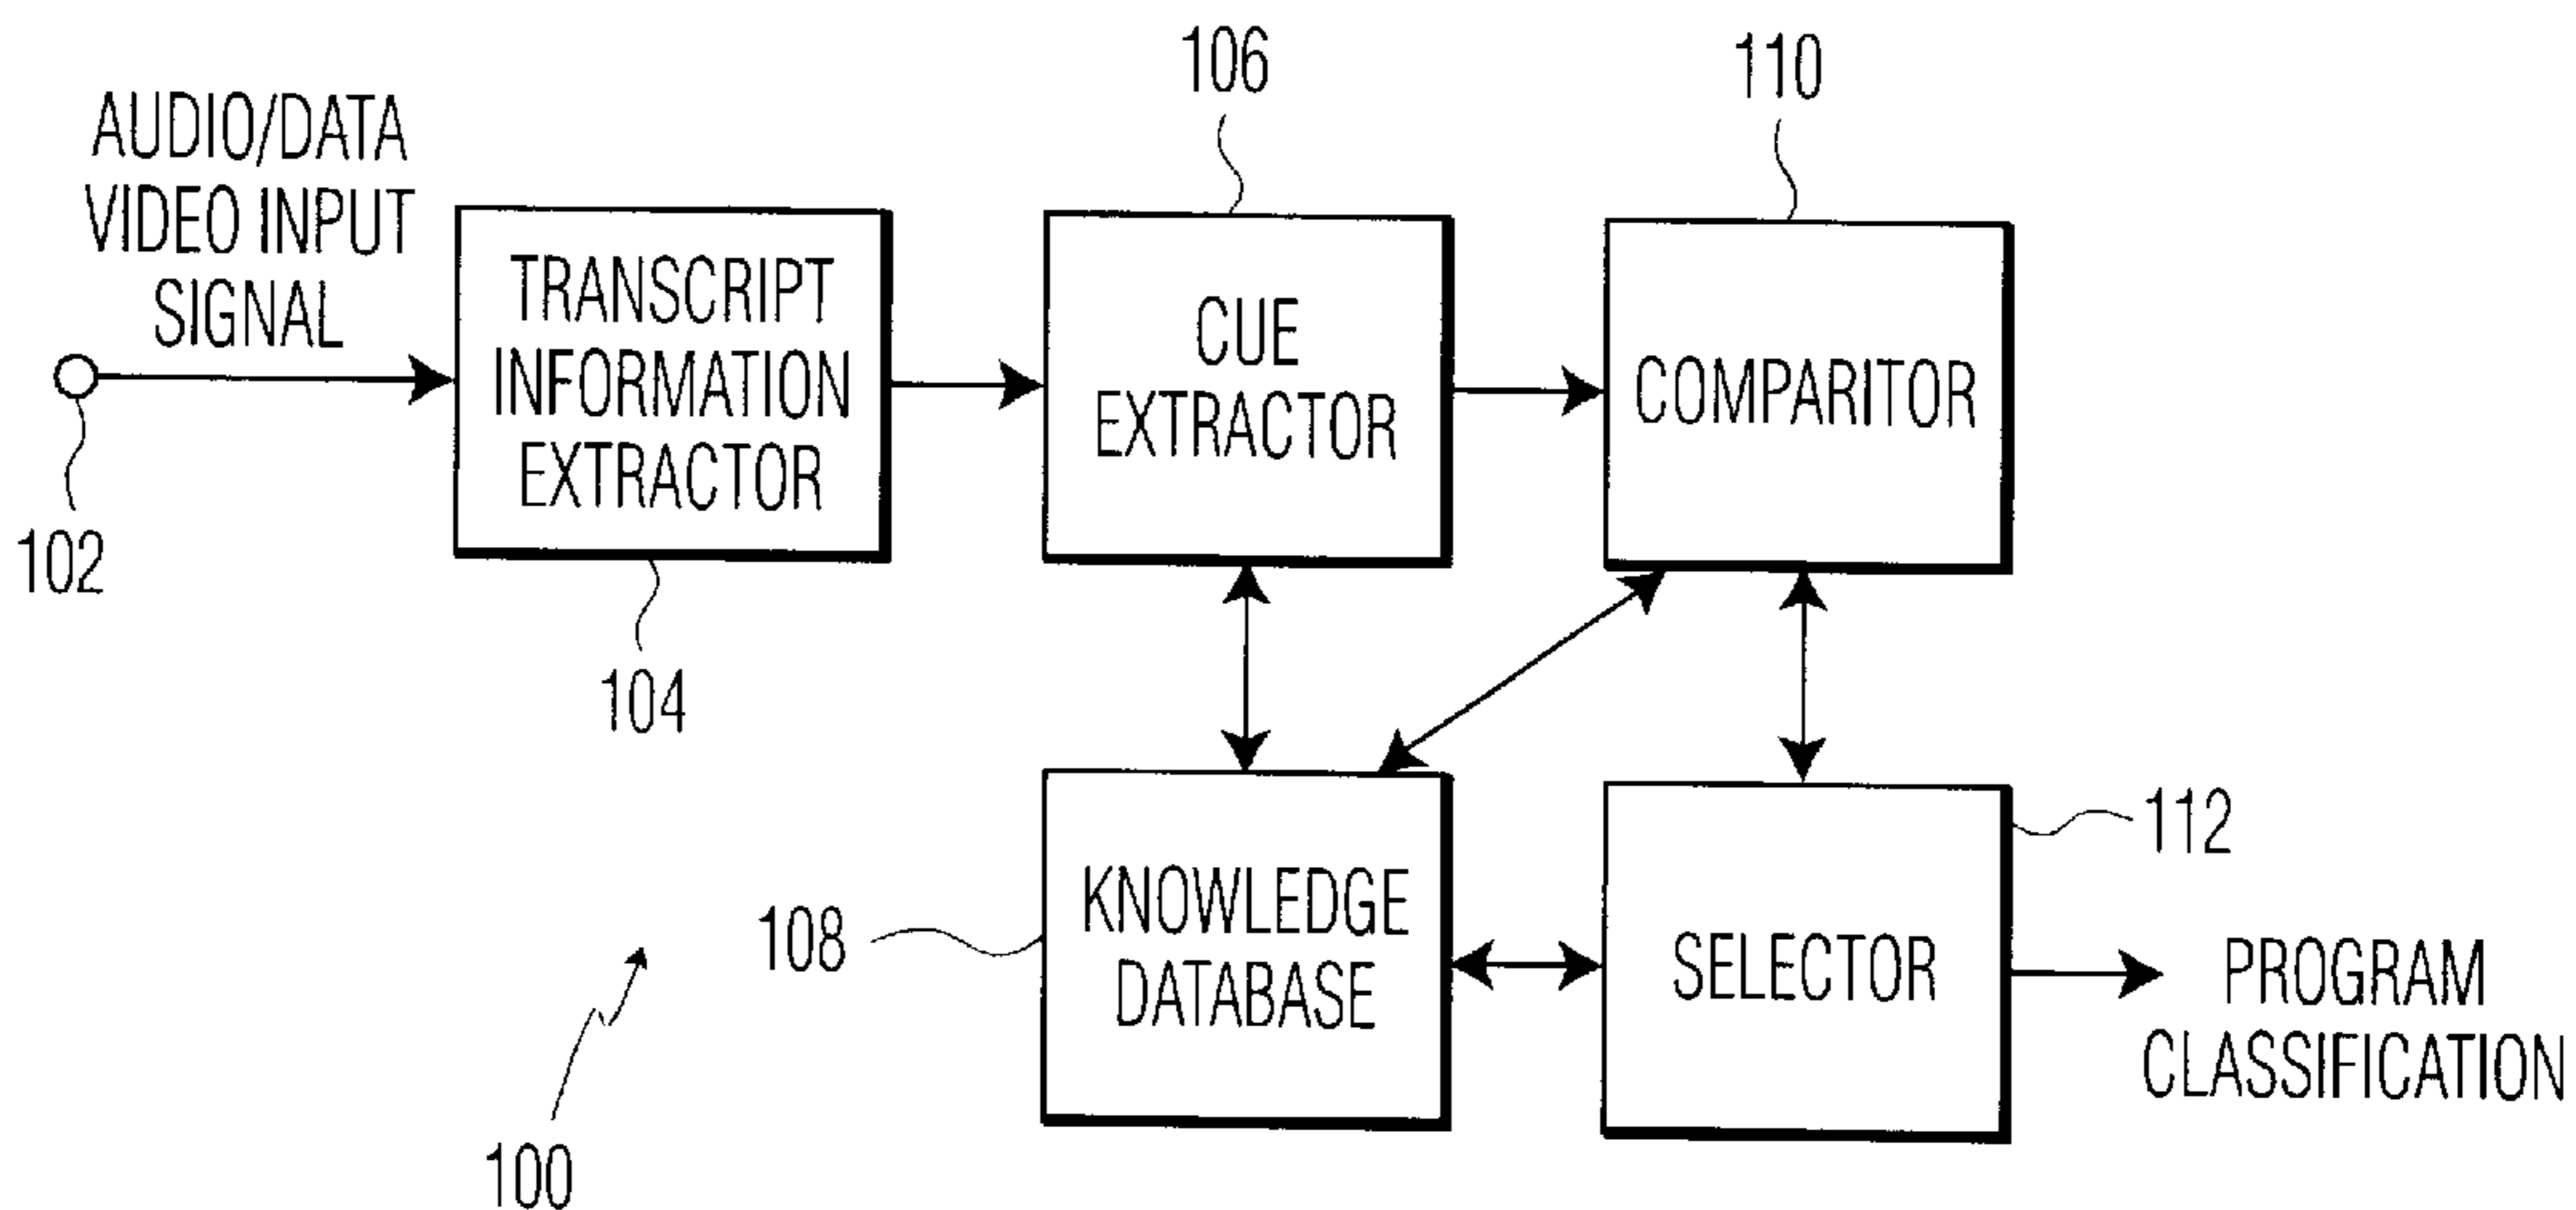 106
110
AUDIO/DATA
VIDEO INPUT
SIGNAL
TRANSCRIPT
INFORMATION
EXTRACTOR
CUE
EXTRACTOR
COMPARITOR
102
104
108
KNOWLEDGE
DATABASE
SELECTOR
112
PROGRAM
CLASSIFICATION
100